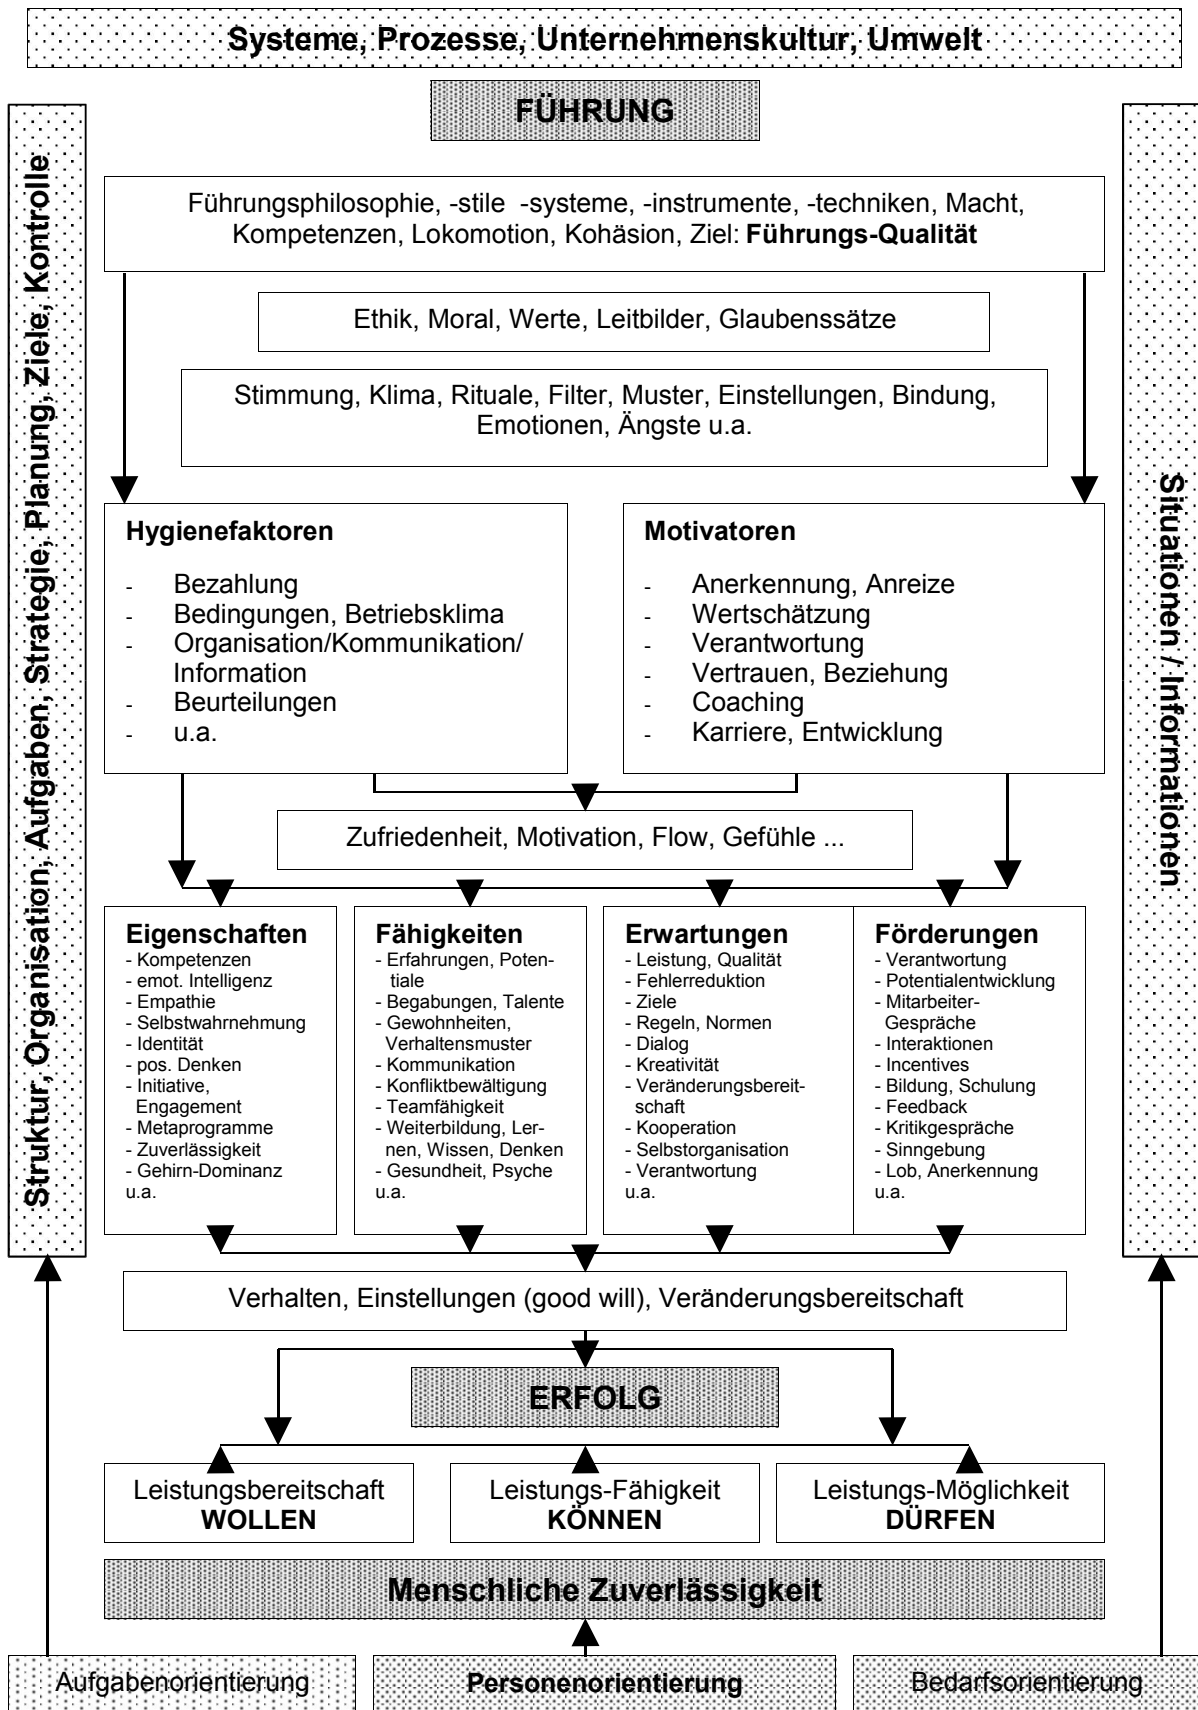 Systeme, Prozesse, Unternehmenskultur, Umwelt
FÜHRUNG
Struktur, Organisation, Aufgaben, Strategie, Planung, Ziele, Kontrolle
Führungsphilosophie, -stile -systeme, -instrumente, -techniken, Macht,
Kompetenzen, Lokomotion, Kohäsion, Ziel: Führungs-Qualität
Ethik, Moral, Werte, Leitbilder, Glaubenssätze
Stimmung, Klima, Rituale, Filter, Muster, Einstellungen, Bindung,
Emotionen, Ängste u.a.
Situationen / Informationen
Hygienefaktoren
- Bezahlung
- Bedingungen, Betriebsklima
- Organisation/Kommunikation/
Information
- Beurteilungen
- u.a.
Motivatoren
- Anerkennung, Anreize
- Wertschätzung
- Verantwortung
- Vertrauen, Beziehung
- Coaching
- Karriere, Entwicklung
Zufriedenheit, Motivation, Flow, Gefühle ...
Eigenschaften
- Kompetenzen
- emot. Intelligenz
- Empathie
- Selbstwahrnehmung
- Identität
- pos. Denken
- Initiative,
Engagement
- Metaprogramme
- Zuverlässigkeit
- Gehirn-Dominanz
u.a.
Fähigkeiten
- Erfahrungen, Poten-
tiale
- Begabungen, Talente
- Gewohnheiten,
Verhaltensmuster
- Kommunikation
- Konfliktbewältigung
- Teamfähigkeit
- Weiterbildung, Ler-
nen, Wissen, Denken
- Gesundheit, Psyche
u.a.
Erwartungen
- Leistung, Qualität
- Fehlerreduktion
- Ziele
- Regeln, Normen
- Dialog
- Kreativität
- Veränderungsbereit-
schaft
- Kooperation
- Selbstorganisation
- Verantwortung
u.a.
Förderungen
- Verantwortung
- Potentialentwicklung
- Mitarbeiter-
Gespräche
- Interaktionen
- Incentives
- Bildung, Schulung
- Feedback
- Kritikgespräche
- Sinngebung
- Lob, Anerkennung
u.a.
Verhalten, Einstellungen (good will), Veränderungsbereitschaft
ERFOLG
Leistungsbereitschaft
WOLLEN
Leistungs-Fähigkeit
KÖNNEN
Leistungs-Möglichkeit
DÜRFEN
Menschliche Zuverlässigkeit
Aufgabenorientierung
Personenorientierung
Bedarfsorientierung